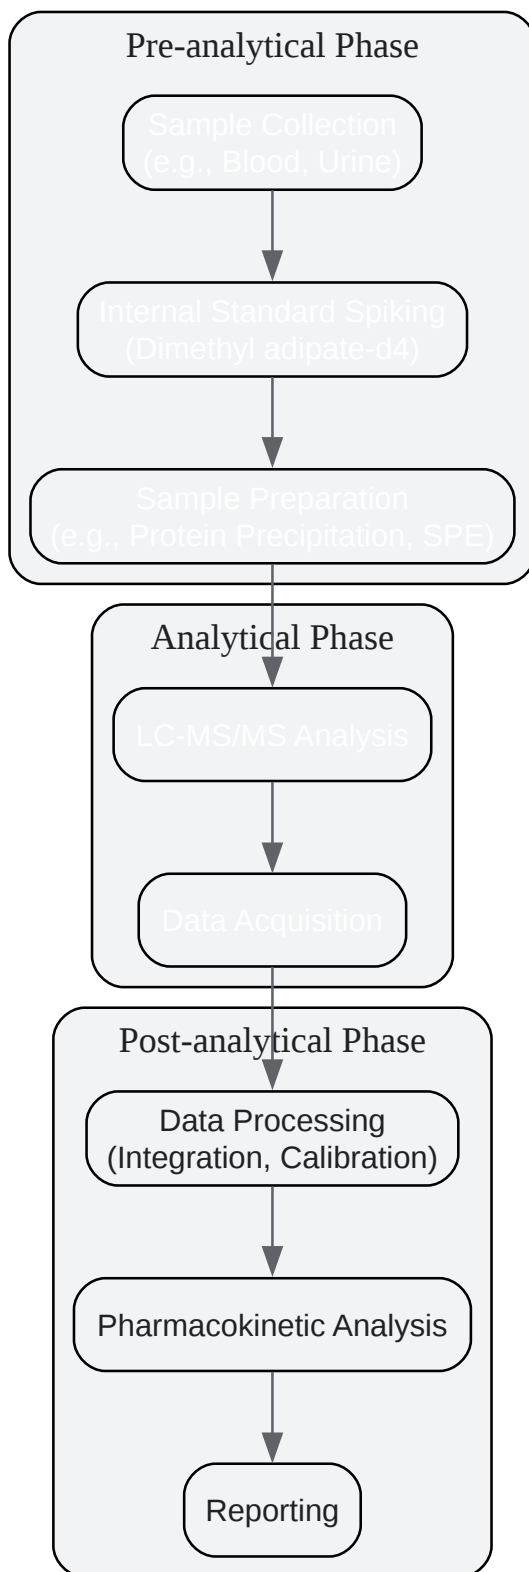 Pre-analytical Phase
Sample Collection
(e.g., Blood, Urine)
Internal Standard Spiking
(Dimethyl adipate-d4)
Sample Preparation
(e.g., Protein Precipitation, SPE)
Analytical Phase
LC-MS/MS Analysis
Data Acquisition
Post-analytical Phase
Data Processing
(Integration, Calibration)
Pharmacokinetic Analysis
Reporting